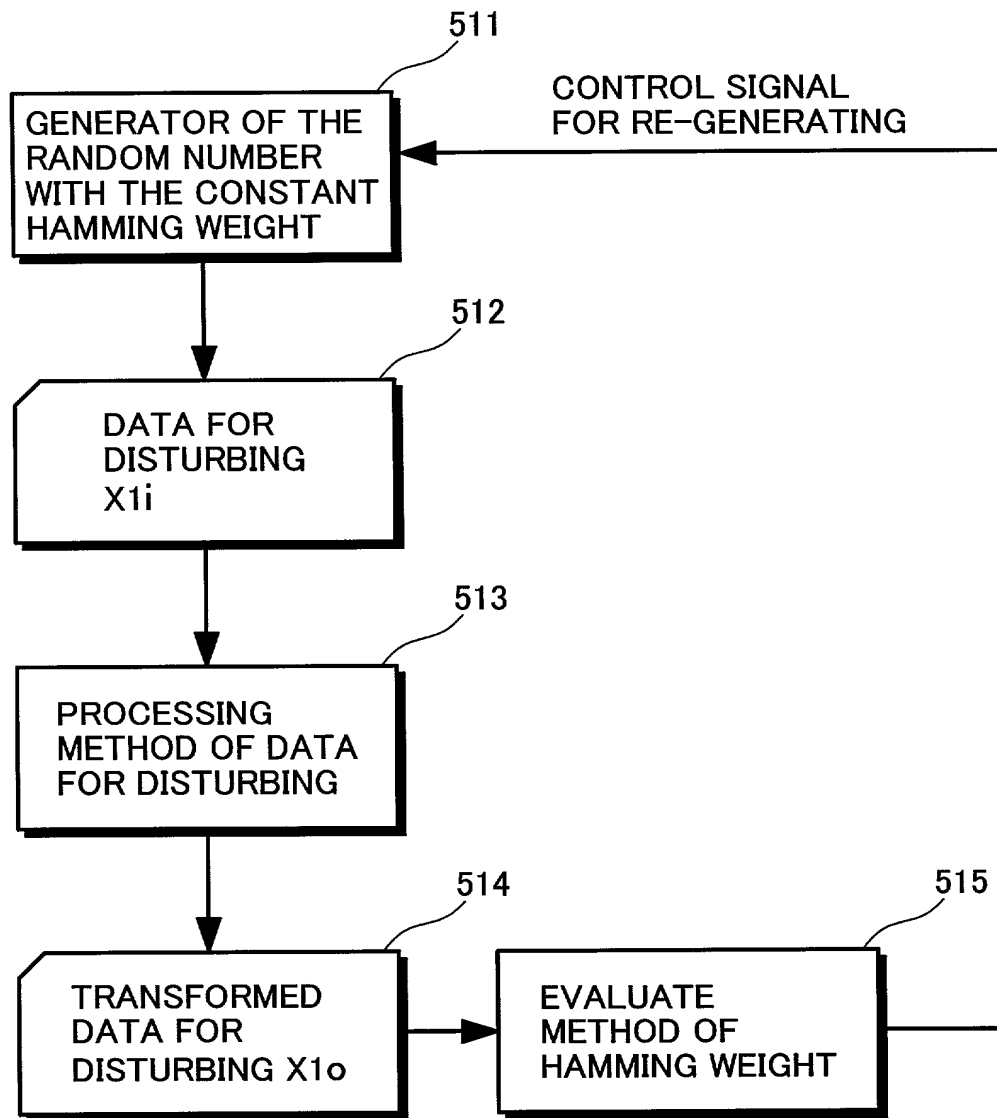 511
GENERATOR OF THE
RANDOM NUMBER
WITH THE CONSTANT
HAMMING WEIGHT
CONTROL SIGNAL
FOR RE-GENERATING
512
DATA FOR
DISTURBING
X1i
513
PROCESSING
METHOD OF DATA
FOR DISTURBING
514
TRANSFORMED
DATA FOR
DISTURBING X1o
515
EVALUATE
METHOD OF
HAMMING WEIGHT